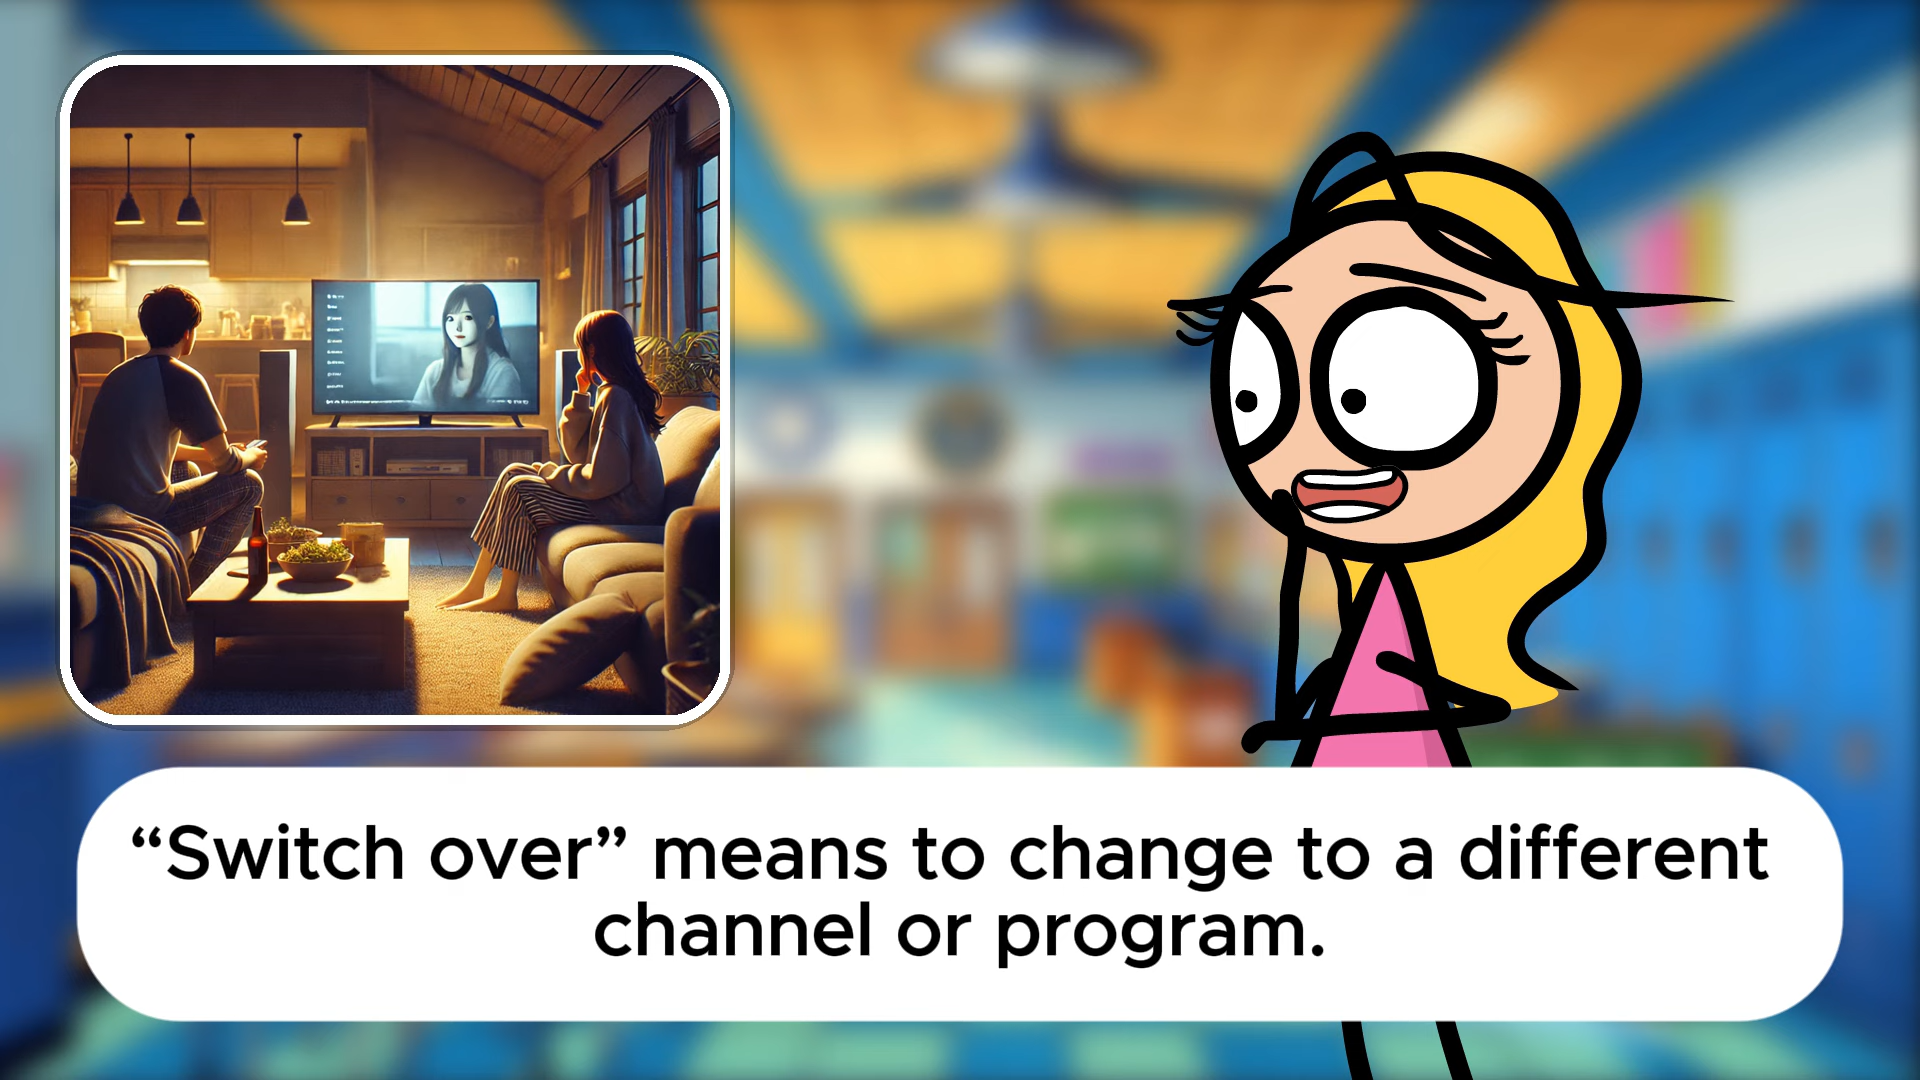 “Switch over” means to change to a different
channel or program.